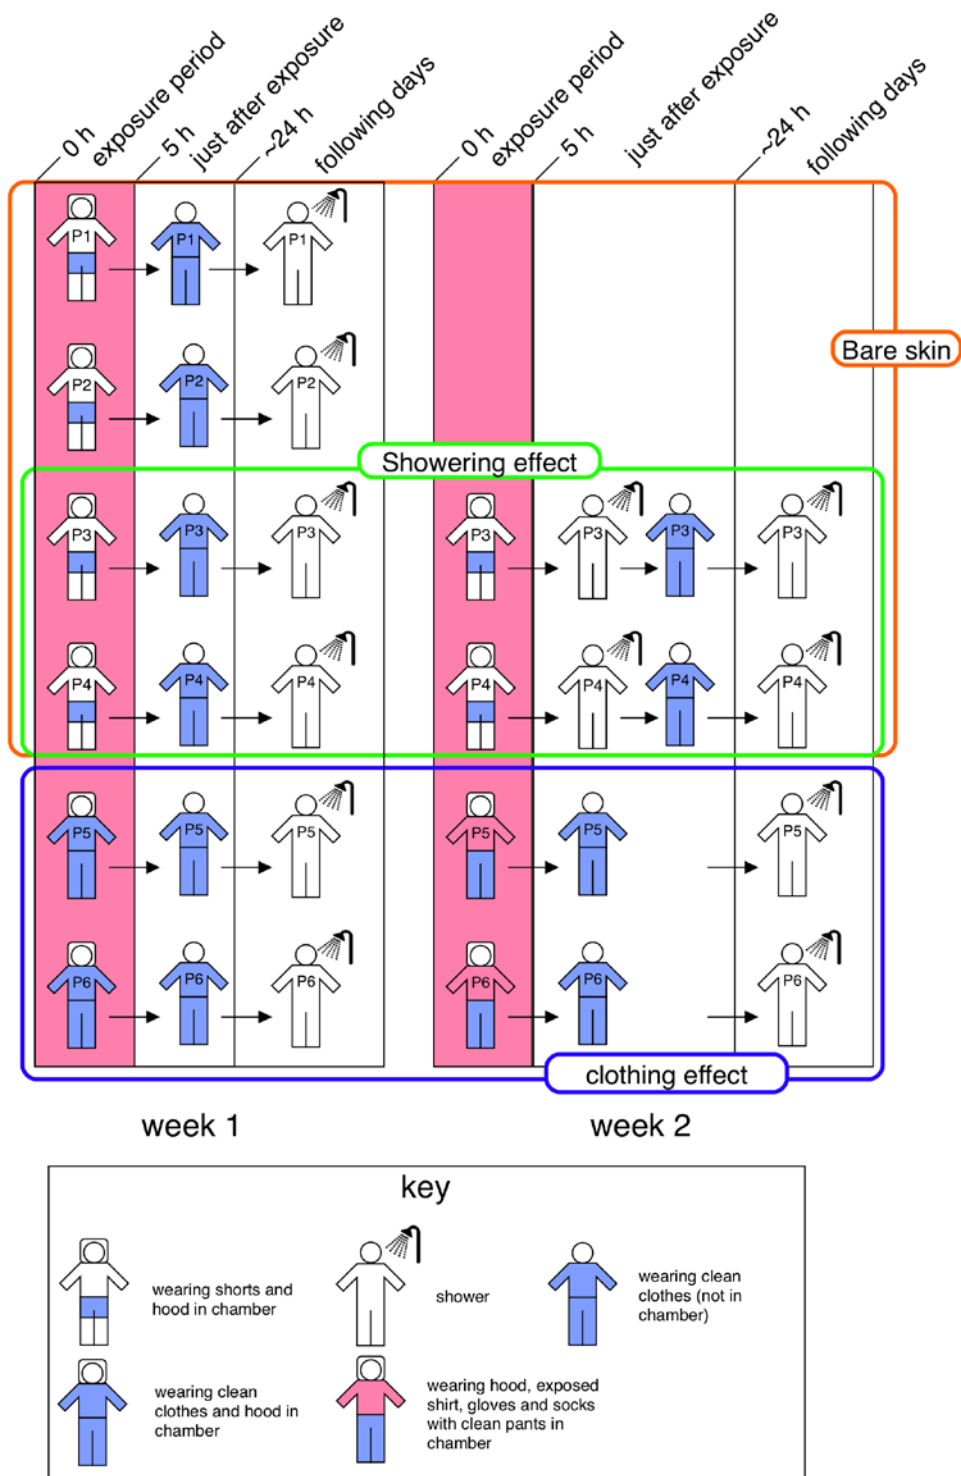 0 h
exposure period
5 h
just after exposure
~24 h
following days
0 h
exposure period
5 h
just after exposure
~24 h
following days
P1
P1
P1
Bare skin
P2
P2
P2
Showering effect
P3
P3
P3
P3
P3
P3
P3
P4
P4
P4
P4
P4
P4
P4
P5
P5
P5
P5
P5
P5
P6
P6
P6
P6
P6
P6
clothing effect
week 1
week 2
key
wearing shorts and
hood in chamber
shower
wearing clean
clothes (not in
chamber)
wearing clean
clothes and hood in
chamber
wearing hood, exposed
shirt, gloves and socks
with clean pants in
chamber